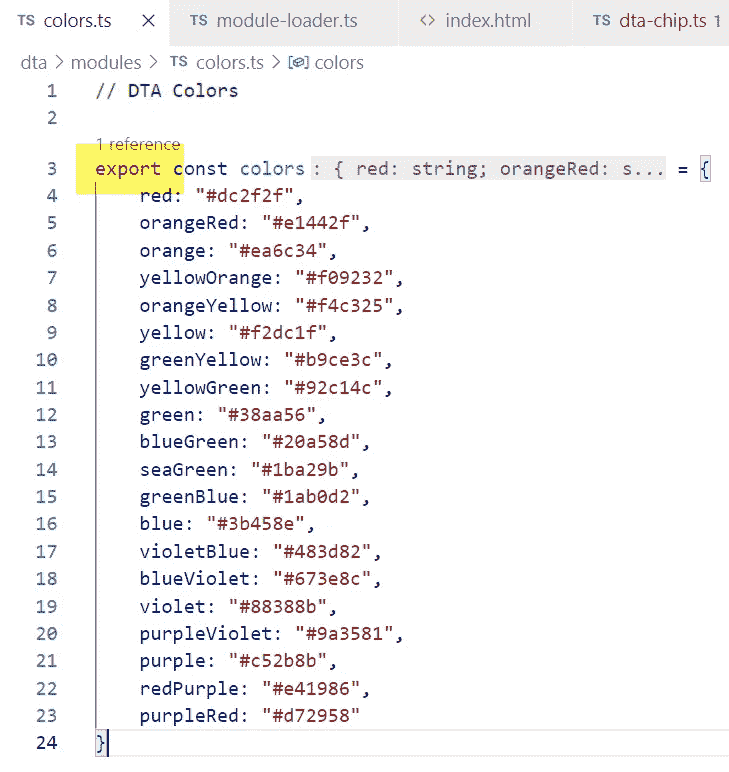 TS colors.ts × TS module-loader.ts <> index.html TS dta-chip.ts 1
dta > modules > TS colors.ts > colors
1 // DTA Colors
2
1 reference
3 export const colors : { red: string; orangeRed: s... = {
4 red: "#dc2f2f",
5 orangeRed: "#e1442f",
6 orange: "#ea6c34",
7 yellowOrange: "#f09232",
8 orangeYellow: "#f4c325",
9 yellow: "#f2dc1f",
10 greenYellow: "#b9ce3c",
11 yellowGreen: "#92c14c",
12 green: "#38aa56",
13 blueGreen: "#20a58d",
14 seaGreen: "#1ba29b",
15 greenBlue: "#1ab0d2",
16 blue: "#3b458e",
17 violetBlue: "#483d82",
18 blueViolet: "#673e8c",
19 violet: "#88388b",
20 purpleViolet: "#9a3581",
21 purple: "#c52b8b",
22 redPurple: "#e41986",
23 purpleRed: "#d72958"
24 }